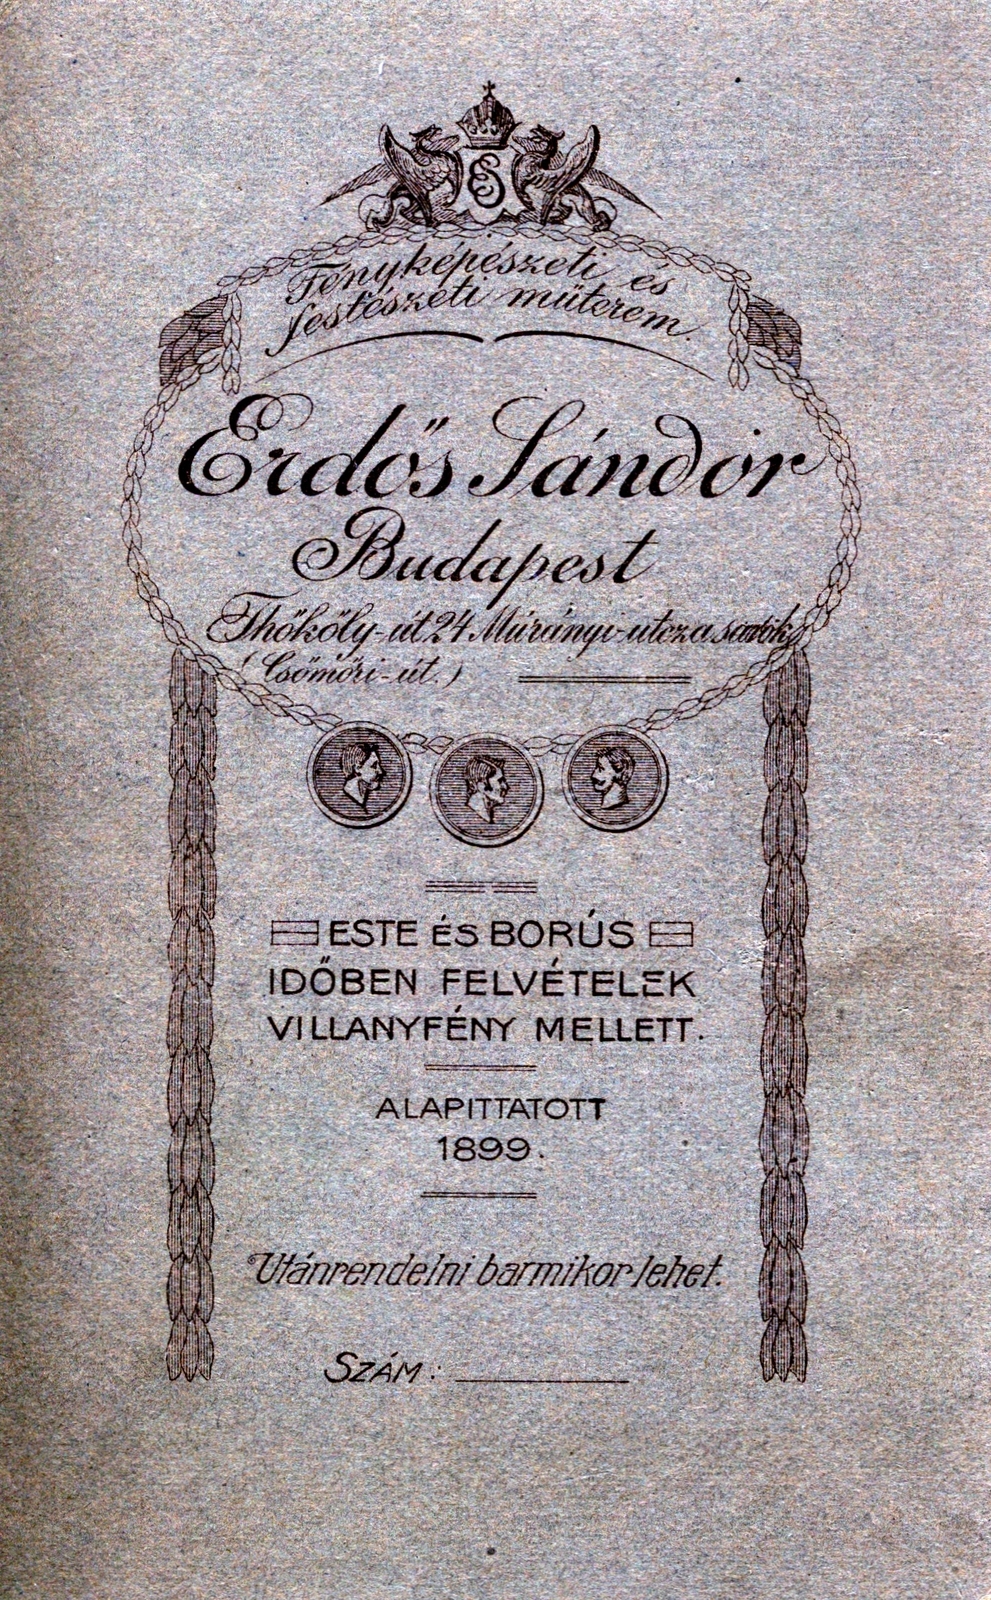 ES
Fényképészeti és
festészeti műterem.
Erdős Sándor
Budapest
Thököly-út 24 Murányi-utcza sarok
(Csömöri-út.)
ESTE ÉS BORÚS
IDŐBEN FELVÉTELEK
VILLANYFÉNY MELLETT.
ALAPITTATOTT
1899.
Utánrendelni barmikor lehet.
SZÁM: